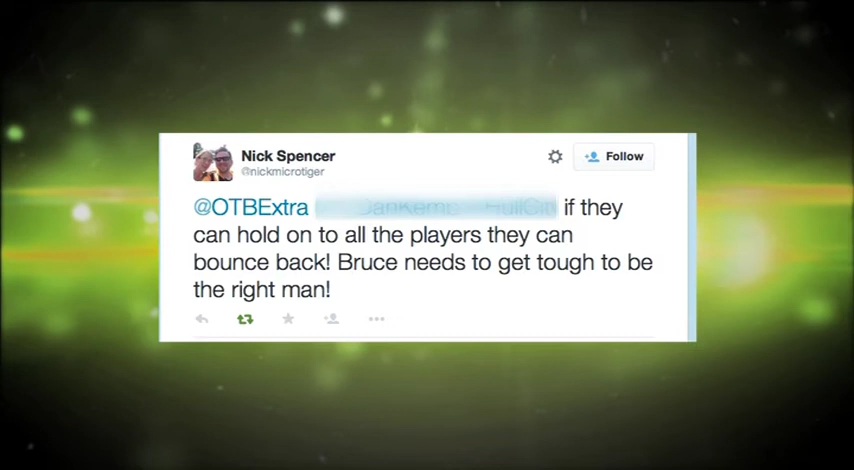 Nick Spencer
@nickmicrotiger
Follow
@OTBExtra if they
can hold on to all the players they can
bounce back! Bruce needs to get tough to be
the right man!